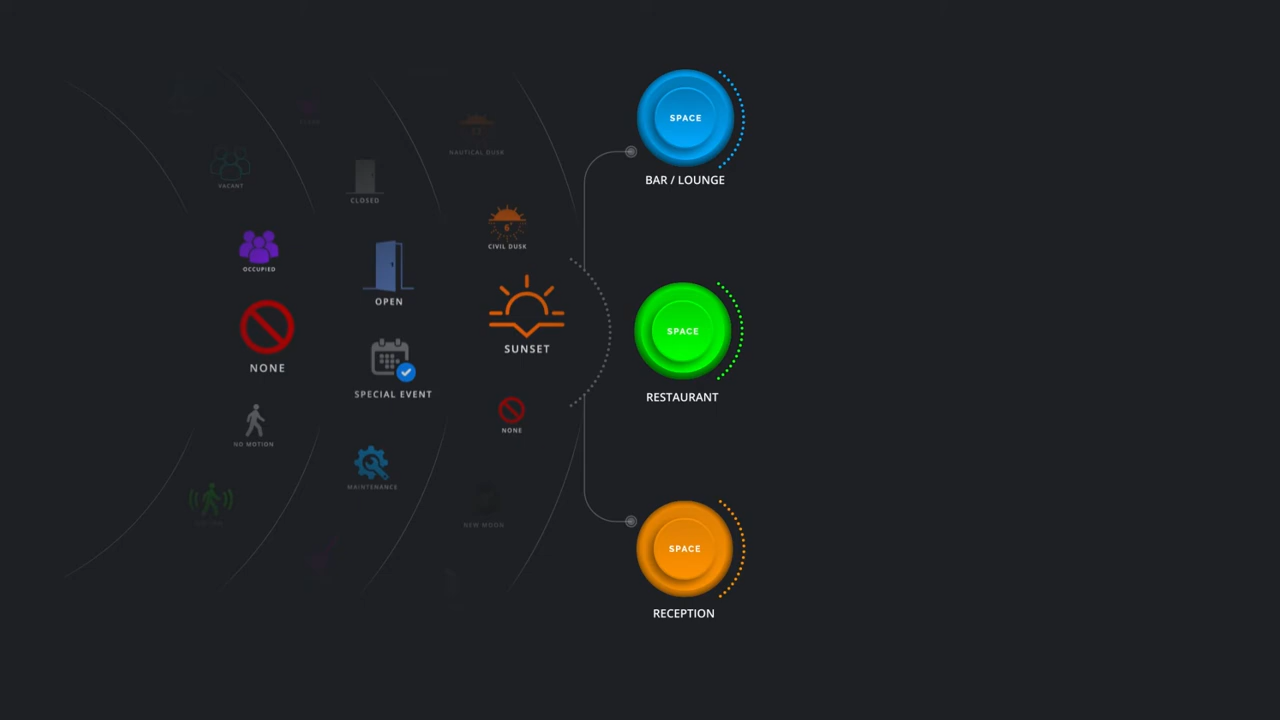 NAUTICAL DUSK
VACANT
CLOSED
CIVIL DUSK
6°
OCCUPIED
OPEN
SUNSET
NONE
SPECIAL EVENT
NONE
NO MOTION
MAINTENANCE
NEW MOON
SPACE
BAR / LOUNGE
SPACE
RESTAURANT
SPACE
RECEPTION